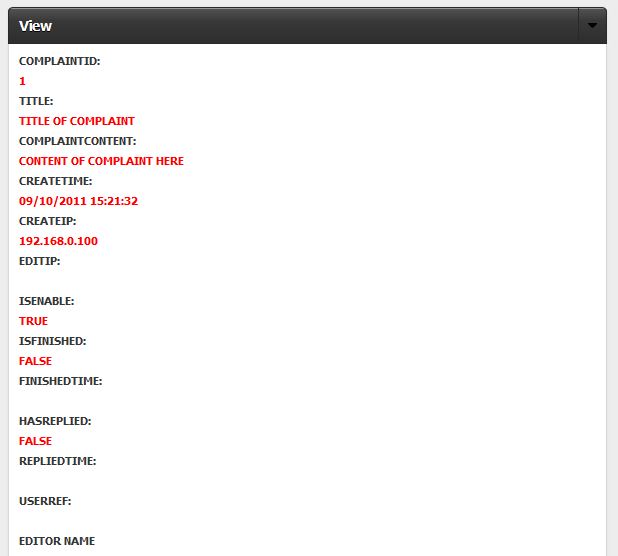 View
COMPLAINTID:
1
TITLE:
TITLE OF COMPLAINT
COMPLAINTCONTENT:
CONTENT OF COMPLAINT HERE
CREATETIME:
09/10/2011 15:21:32
CREATEIP:
192.168.0.100
EDITIP:
ISENABLE:
TRUE
ISFINISHED:
FALSE
FINISHEDTIME:
HASREPLIED:
FALSE
REPLIEDTIME:
USERREF:
EDITOR NAME